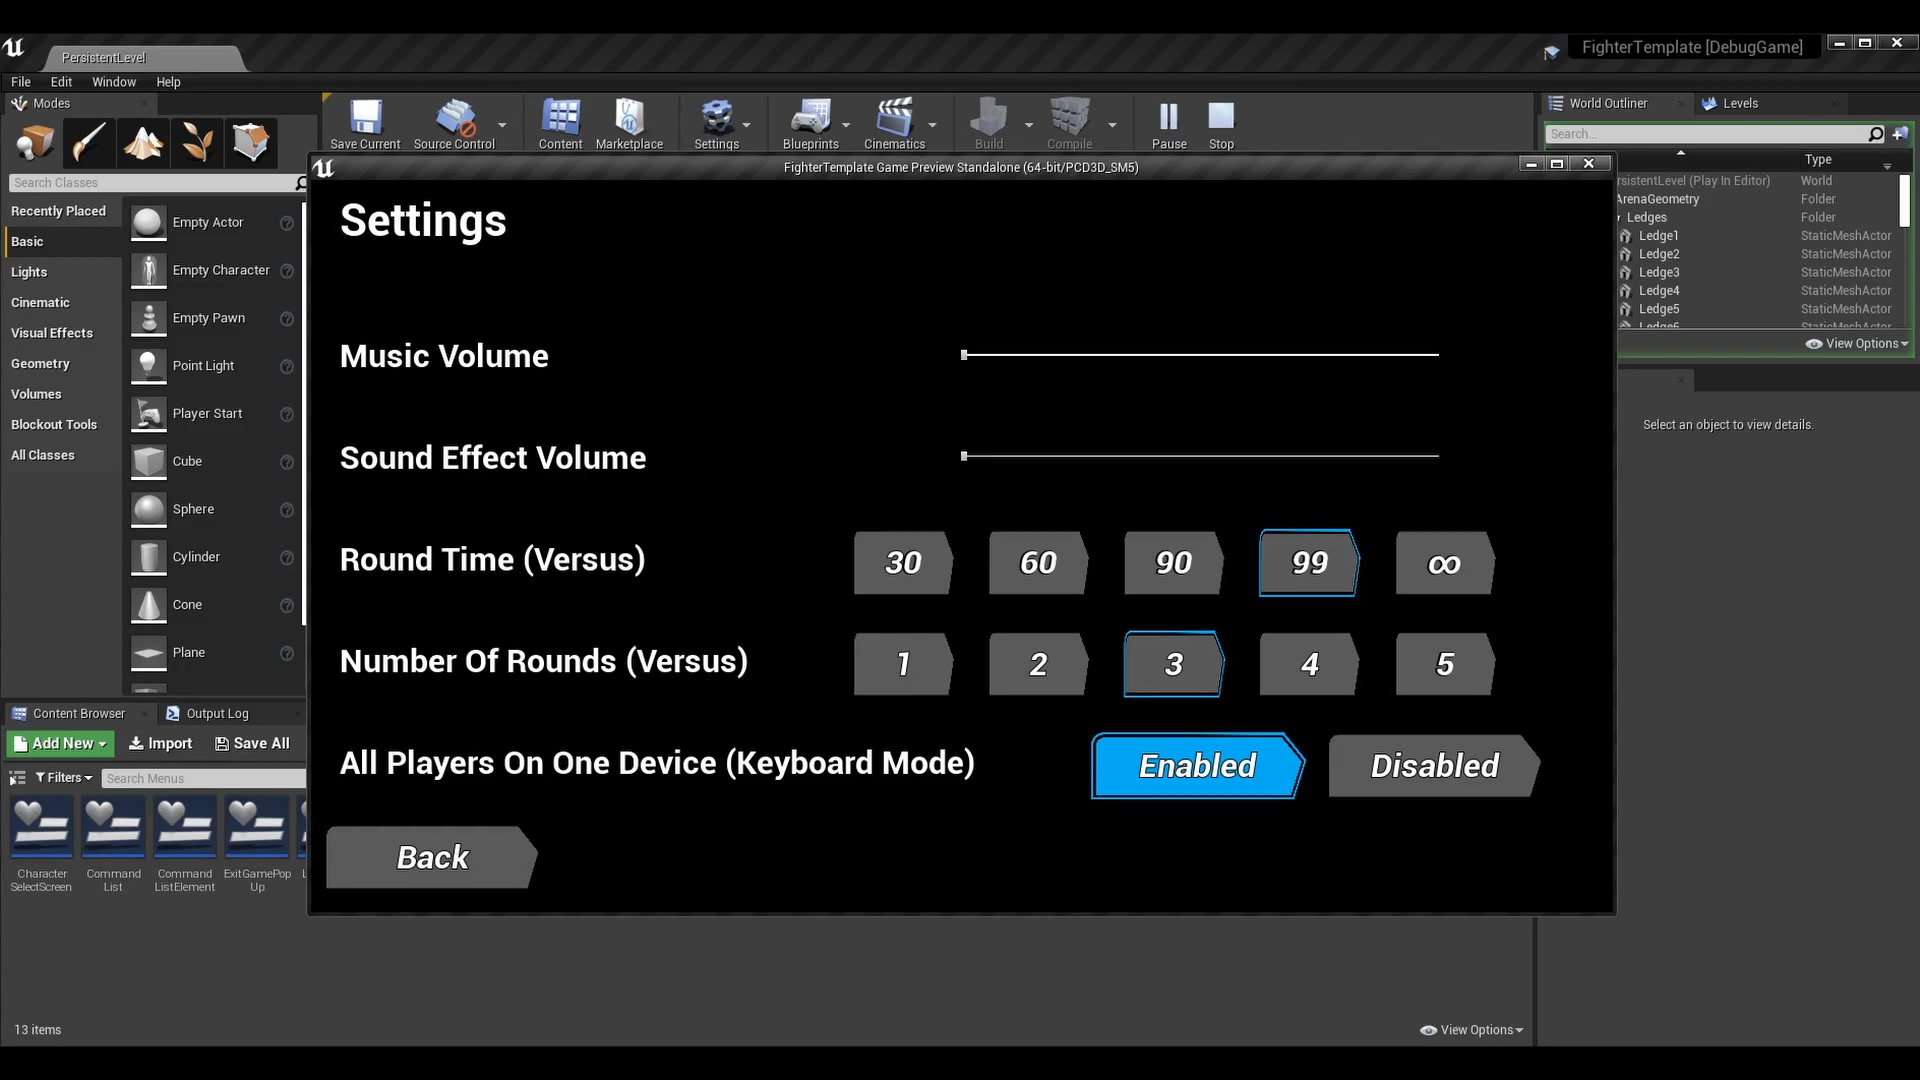 PersistentLevel
FighterTemplate [DebugGame]
File Edit Window Help
Modes
Save Current
Source Control
Content
Marketplace
Settings
Blueprints
Cinematics
Build
Compile
Pause
Stop
World Outliner
Levels
Search...
Type
Search Classes
Recently Placed
Basic
Lights
Cinematic
Visual Effects
Geometry
Volumes
Blockout Tools
All Classes
Empty Actor
Empty Character
Empty Pawn
Point Light
Player Start
Cube
Sphere
Cylinder
Cone
Plane
FighterTemplate Game Preview Standalone (64-bit/PCD3D_SM5)
Settings
Music Volume
Sound Effect Volume
Round Time (Versus) 30 60 90 99 ∞
Number Of Rounds (Versus) 1 2 3 4 5
All Players On One Device (Keyboard Mode) Enabled Disabled
Back
rsistentLevel (Play In Editor) World
ArenaGeometry Folder
Ledges Folder
Ledge1 StaticMeshActor
Ledge2 StaticMeshActor
Ledge3 StaticMeshActor
Ledge4 StaticMeshActor
Ledge5 StaticMeshActor
Ledge6 StaticMeshActor
View Options
Select an object to view details.
Content Browser
Output Log
Add New Import Save All
Filters Search Menus
Character
SelectScreen
Command
List
Command
ListElement
ExitGamePop
Up
13 items
View Options